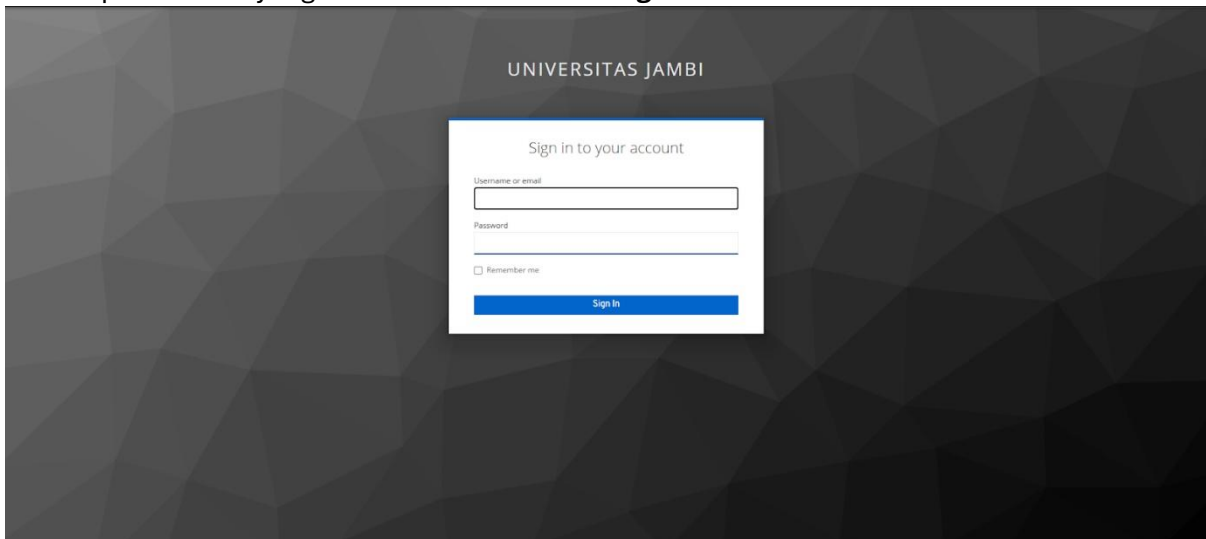 UNIVERSITAS JAMBI
Sign in to your account
Username or email
Password
Remember me
Sign In